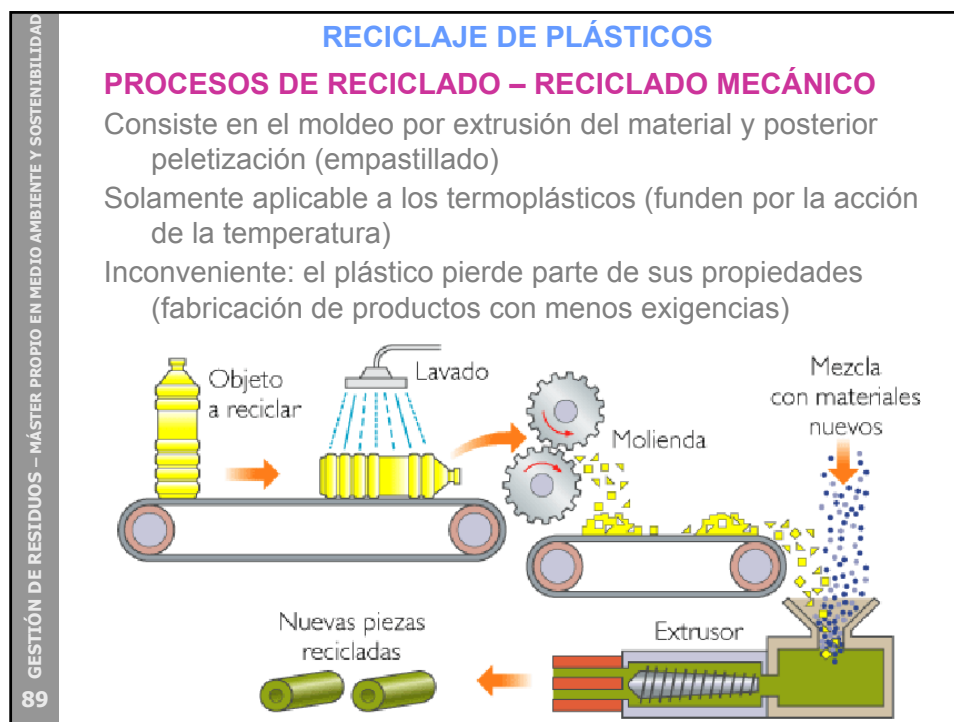 RECICLAJE DE PLÁSTICOS
PROCESOS DE RECICLADO – RECICLADO MECÁNICO
Consiste en el moldeo por extrusión del material y posterior
peletización (empastillado)
Solamente aplicable a los termoplásticos (funden por la acción
de la temperatura)
Inconveniente: el plástico pierde parte de sus propiedades
(fabricación de productos con menos exigencias)
Objeto
a reciclar
Lavado
Molienda
Mezcla
con materiales
nuevos
Extrusor
Nuevas piezas
recicladas
GESTIÓN DE RESIDUOS – MÁSTER PROPIO EN MEDIO AMBIENTE Y SOSTENIBILIDAD
89